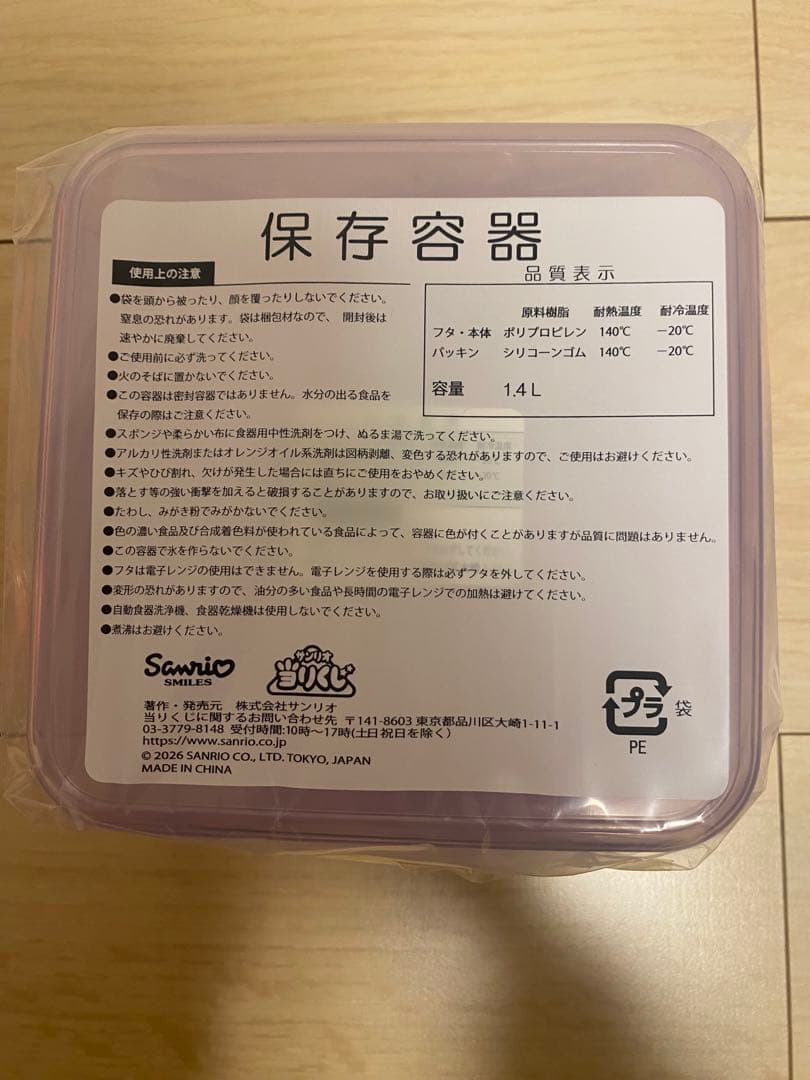 保存容器
使用上の注意
●袋を頭から被ったり、顔を覆ったりしないでください。
窒息の恐れがあります。袋は梱包材なので、開封後は
速やかに廃棄してください。
●ご使用前に必ず洗ってください。
●火のそばに置かないでください。
●この容器は密封容器ではありません。水分の出る食品を
保存の際はご注意ください。
品質表示
原料樹脂 耐熱温度 耐冷温度
フタ・本体 ポリプロピレン 140℃ −20℃
パッキン シリコーンゴム 140℃ −20℃
容量 1.4L
●スポンジや柔らかい布に食器用中性洗剤をつけ、ぬるま湯で洗ってください。
●アルカリ性洗剤またはオレンジオイル系洗剤は図柄剥離、変色する恐れがありますので、ご使用はお避けください。
●キズやひび割れ、欠けが発生した場合には直ちにご使用をおやめください。
●落とす等の強い衝撃を加えると破損することがありますので、お取り扱いにご注意ください。
●たわし、みがき粉でみがかないでください。
●色の濃い食品及び合成着色料が使われている食品によって、容器に色が付くことがありますが品質に問題はありません。
●この容器で氷を作らないでください。
●フタは電子レンジの使用はできません。電子レンジを使用する際は必ずフタを外してください。
●変形の恐れがありますので、油分の多い食品や長時間の電子レンジでの加熱は避けてください。
●自動食器洗浄機、食器乾燥機は使用しないでください。
●煮沸はお避けください。
Sanrio
SMILES
サンリオ
当りくじ
著作・発売元 株式会社サンリオ
当りくじに関するお問い合わせ先 〒141-8603 東京都品川区大崎1-11-1
03-3779-8148 受付時間:10時〜17時(土日祝日を除く)
https://www.sanrio.co.jp
© 2026 SANRIO CO., LTD. TOKYO, JAPAN
MADE IN CHINA
プラ 袋
PE